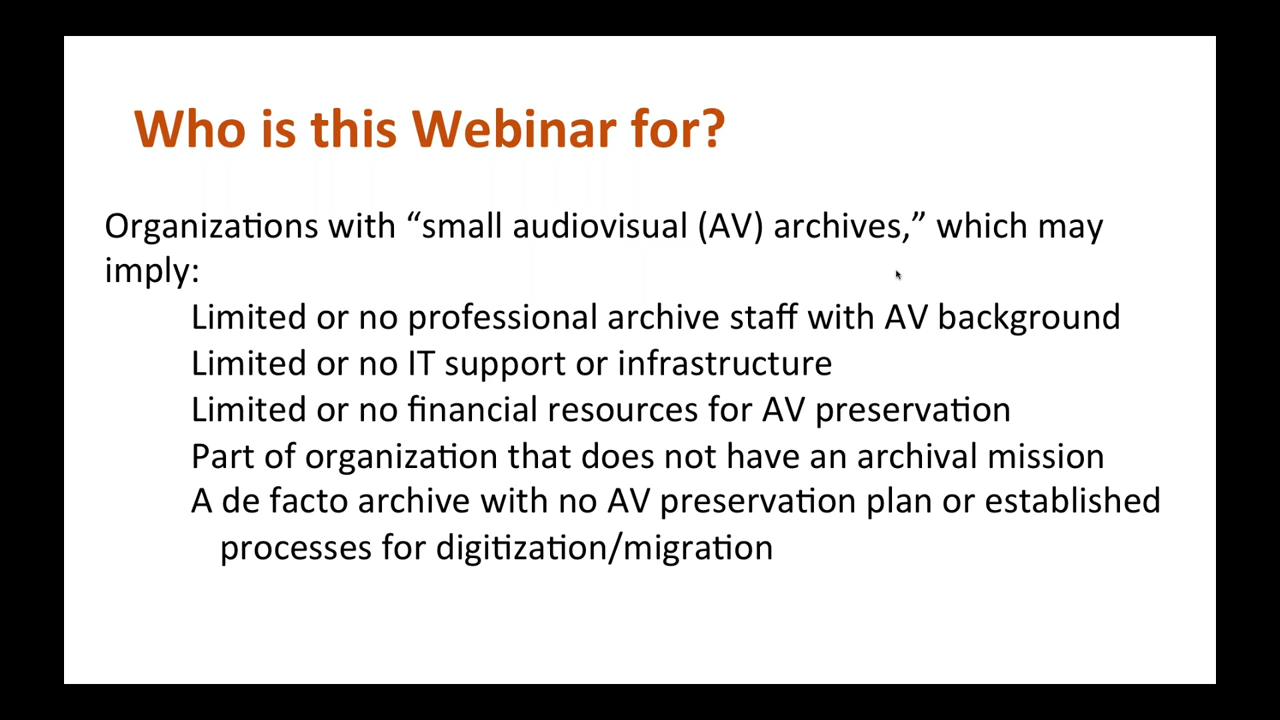 Who is this Webinar for?
Organizations with “small audiovisual (AV) archives,” which may
imply:
Limited or no professional archive staff with AV background
Limited or no IT support or infrastructure
Limited or no financial resources for AV preservation
Part of organization that does not have an archival mission
A de facto archive with no AV preservation plan or established
processes for digitization/migration